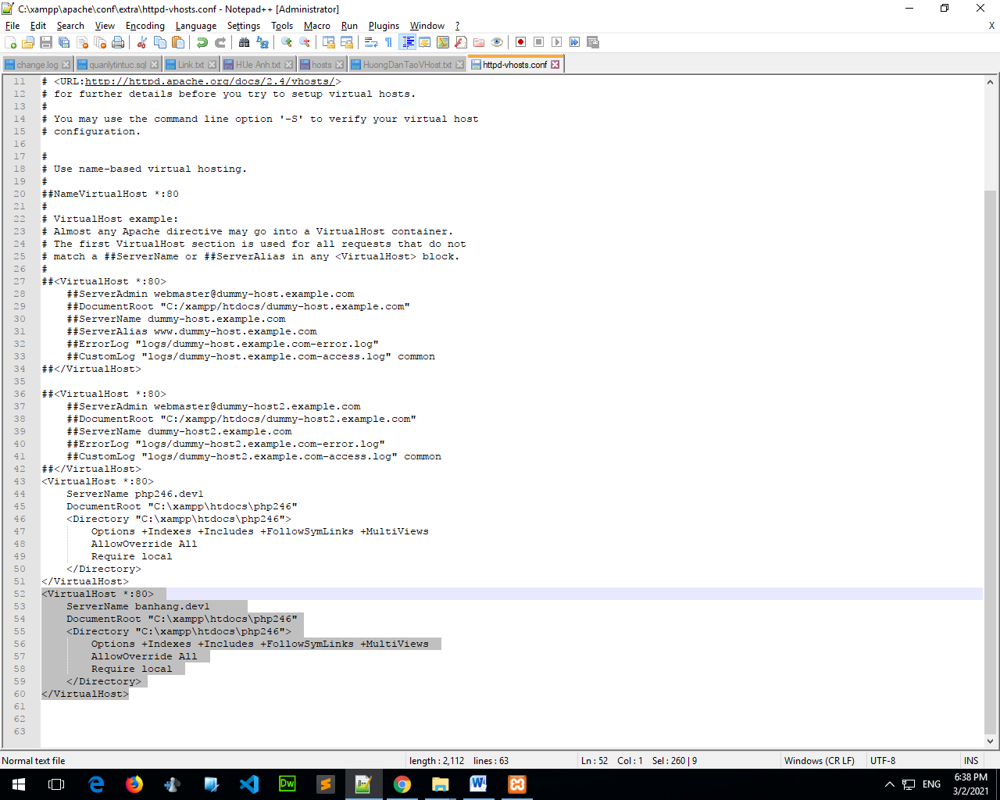 C:\xampp\apache\conf\extra\httpd-vhosts.conf - Notepad++ [Administrator]
File Edit Search View Encoding Language Settings Tools Macro Run Plugins Window ? X
change.log quanlytintuc.sql Link.txt HUe Anh.txt hosts HuongDanTaoVHost.txt httpd-vhosts.conf
11 # <URL:http://httpd.apache.org/docs/2.4/vhosts/>
12 # for further details before you try to setup virtual hosts.
13 #
14 # You may use the command line option '-S' to verify your virtual host
15 # configuration.
16
17 #
18 # Use name-based virtual hosting.
19 #
20 ##NameVirtualHost *:80
21 #
22 # VirtualHost example:
23 # Almost any Apache directive may go into a VirtualHost container.
24 # The first VirtualHost section is used for all requests that do not
25 # match a ##ServerName or ##ServerAlias in any <VirtualHost> block.
26 #
27 ##<VirtualHost *:80>
28 ##ServerAdmin webmaster@dummy-host.example.com
29 ##DocumentRoot "C:/xampp/htdocs/dummy-host.example.com"
30 ##ServerName dummy-host.example.com
31 ##ServerAlias www.dummy-host.example.com
32 ##ErrorLog "logs/dummy-host.example.com-error.log"
33 ##CustomLog "logs/dummy-host.example.com-access.log" common
34 ##</VirtualHost>
35
36 ##<VirtualHost *:80>
37 ##ServerAdmin webmaster@dummy-host2.example.com
38 ##DocumentRoot "C:/xampp/htdocs/dummy-host2.example.com"
39 ##ServerName dummy-host2.example.com
40 ##ErrorLog "logs/dummy-host2.example.com-error.log"
41 ##CustomLog "logs/dummy-host2.example.com-access.log" common
42 ##</VirtualHost>
43 <VirtualHost *:80>
44 ServerName php246.dev1
45 DocumentRoot "C:\xampp\htdocs\php246"
46 <Directory "C:\xampp\htdocs\php246">
47 Options +Indexes +Includes +FollowSymLinks +MultiViews
48 AllowOverride All
49 Require local
50 </Directory>
51 </VirtualHost>
52 <VirtualHost *:80>
53 ServerName banhang.dev1
54 DocumentRoot "C:\xampp\htdocs\php246"
55 <Directory "C:\xampp\htdocs\php246">
56 Options +Indexes +Includes +FollowSymLinks +MultiViews
57 AllowOverride All
58 Require local
59 </Directory>
60 </VirtualHost>
61
62
63
Normal text file length : 2,112 lines : 63 Ln : 52 Col : 1 Sel : 260 | 9 Windows (CR LF) UTF-8 INS
Dw ENG 6:38 PM
3/2/2021